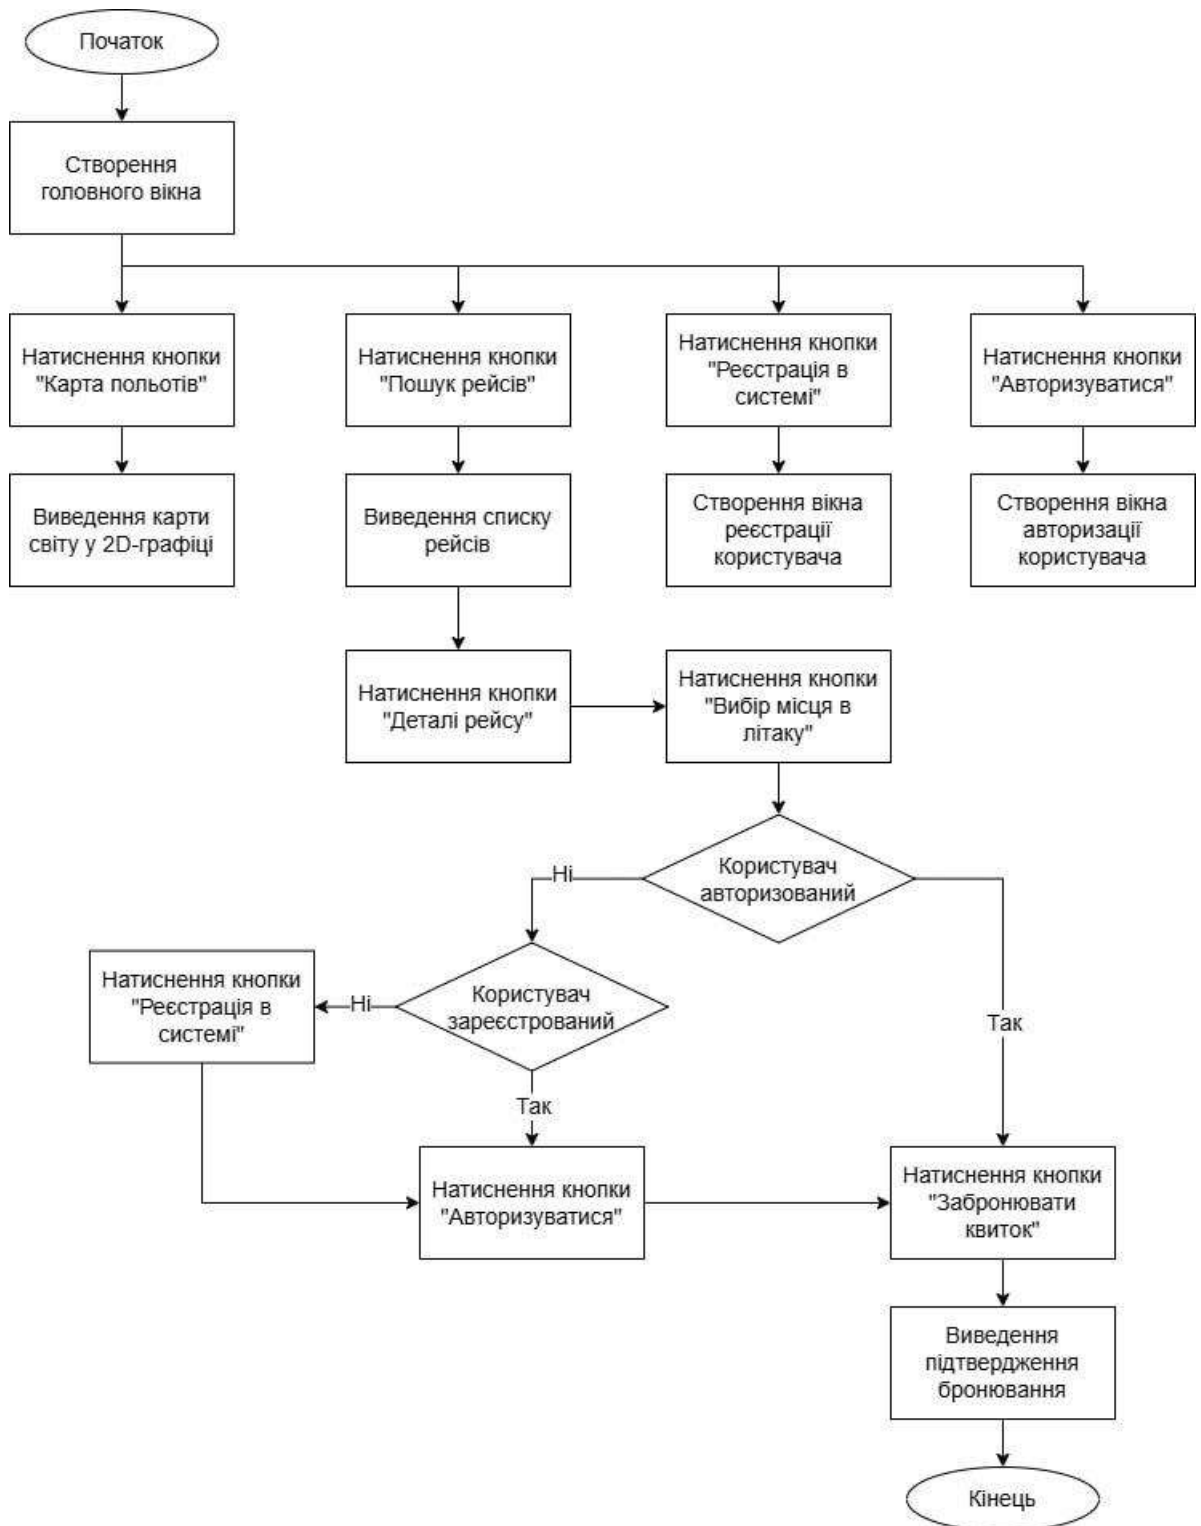 Початок
Створення
головного вікна
Натиснення кнопки
"Карта польотів"
Натиснення кнопки
"Пошук рейсів"
Натиснення кнопки
"Реєстрація в
системі"
Натиснення кнопки
"Авторизуватися"
Виведення карти
світу у 2D-графіці
Виведення списку
рейсів
Створення вікна
реєстрації
користувача
Створення вікна
авторизації
користувача
Натиснення кнопки
"Деталі рейсу"
Натиснення кнопки
"Вибір місця в
літаку"
Користувач
авторизований
Ні
Так
Користувач
зареєстрований
Ні
Так
Натиснення кнопки
"Реєстрація в
системі"
Натиснення кнопки
"Авторизуватися"
Натиснення кнопки
"Забронювати
квиток"
Виведення
підтвердження
бронювання
Кінець